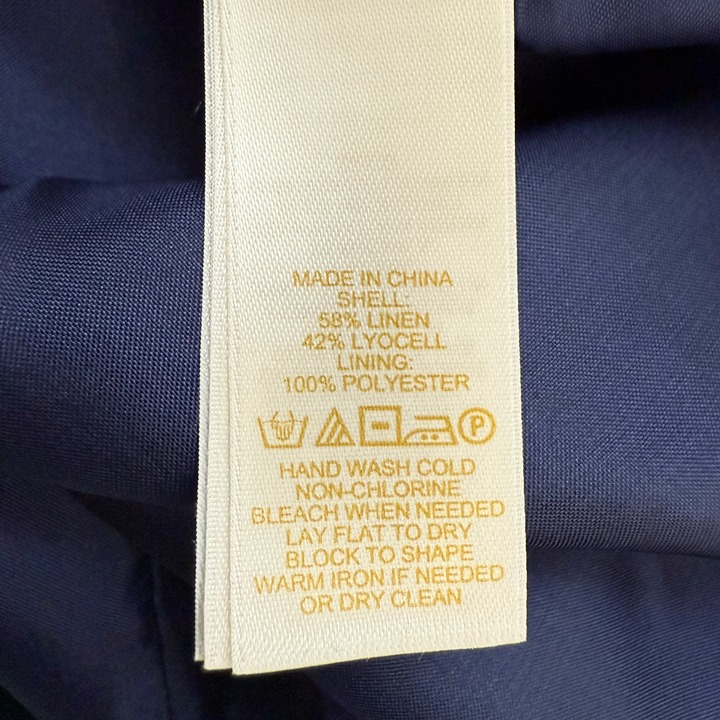 MADE IN CHINA
SHELL:
58% LINEN
42% LYOCELL
LINING:
100% POLYESTER
P
HAND WASH COLD
NON-CHLORINE
BLEACH WHEN NEEDED
LAY FLAT TO DRY
BLOCK TO SHAPE
WARM IRON IF NEEDED
OR DRY CLEAN